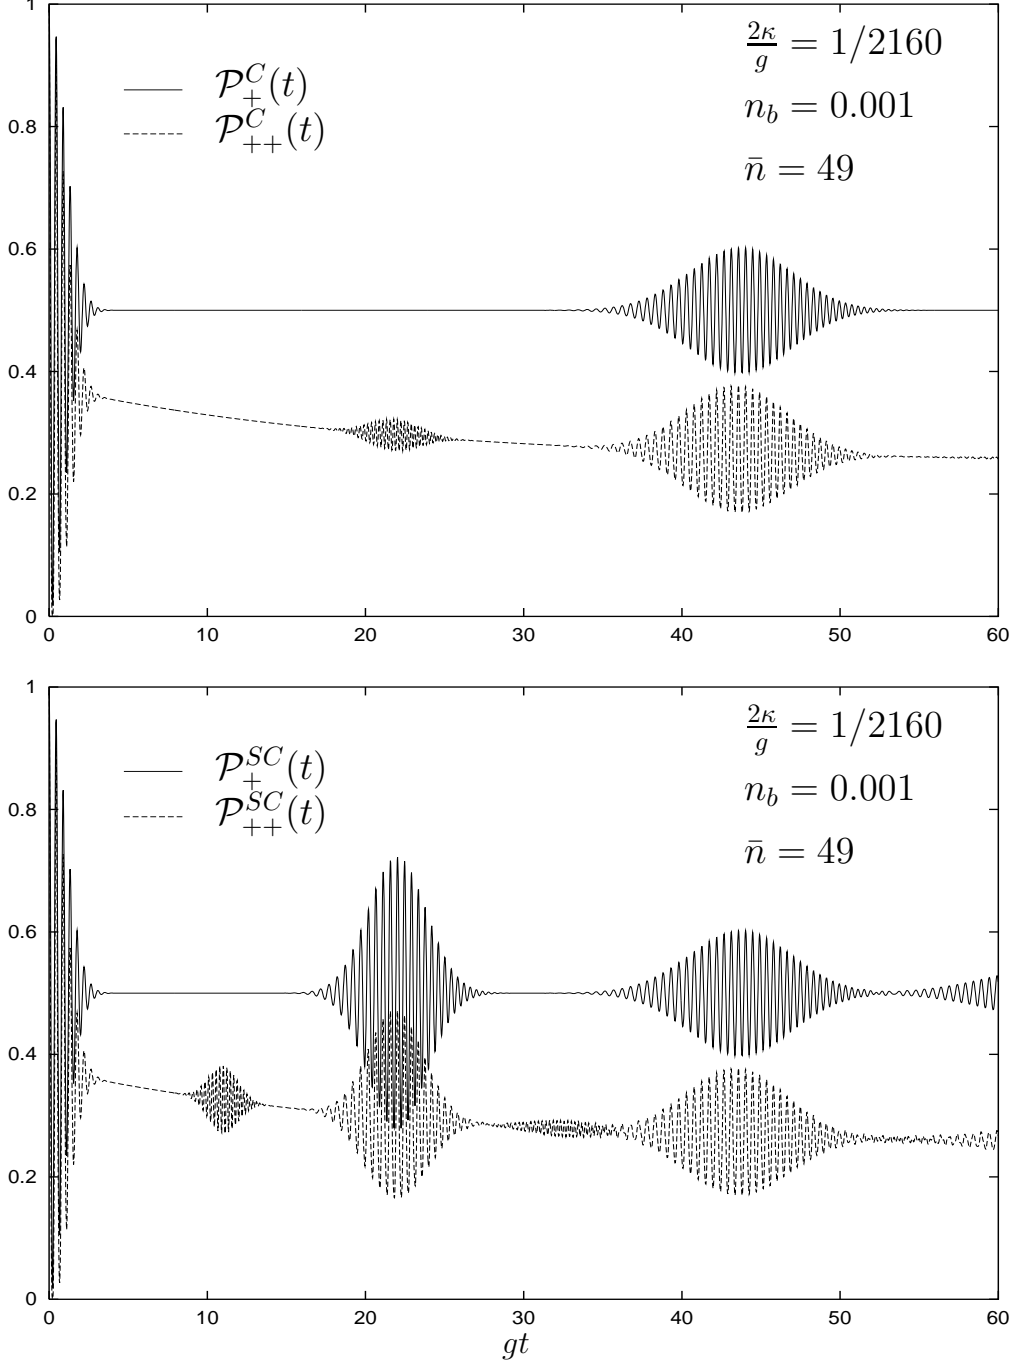 1
0.8
0.6
0.4
0.2
0
0 10 20 30 40 50 60
𝒫₊ᶜ(t)
𝒫₊₊ᶜ(t)
2κ/g = 1/2160
n_b = 0.001
n̄ = 49
1
0.8
0.6
0.4
0.2
0
0 10 20 30 40 50 60
𝒫₊^{SC}(t)
𝒫₊₊^{SC}(t)
2κ/g = 1/2160
n_b = 0.001
n̄ = 49
gt